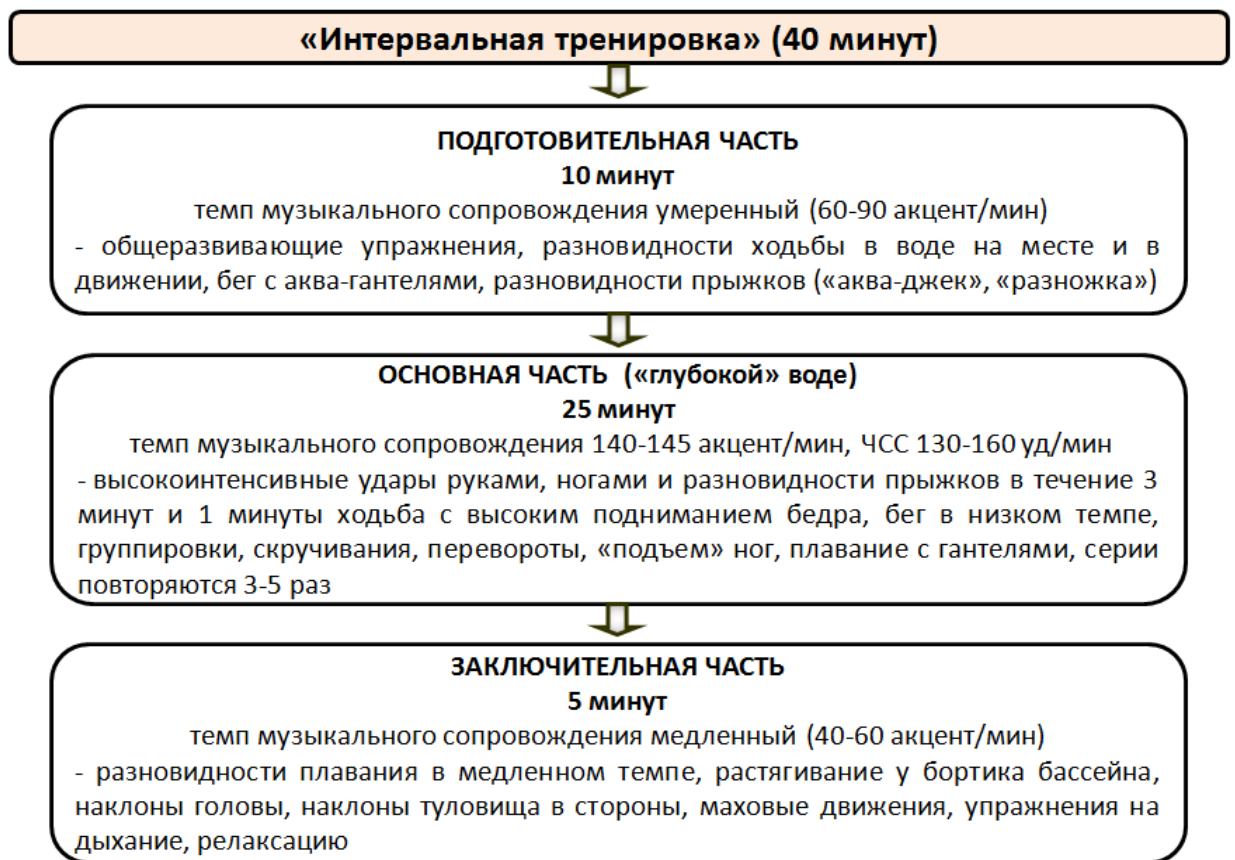 «Интервальная тренировка» (40 минут)
ПОДГОТОВИТЕЛЬНАЯ ЧАСТЬ
10 минут
темп музыкального сопровождения умеренный (60-90 акцент/мин)
- общеразвивающие упражнения, разновидности ходьбы в воде на месте и в
движении, бег с аква-гантелями, разновидности прыжков («аква-джек», «разножка»)
ОСНОВНАЯ ЧАСТЬ («глубокой» воде)
25 минут
темп музыкального сопровождения 140-145 акцент/мин, ЧСС 130-160 уд/мин
- высокоинтенсивные удары руками, ногами и разновидности прыжков в течение 3
минут и 1 минуты ходьба с высоким подниманием бедра, бег в низком темпе,
группировки, скручивания, перевороты, «подъем» ног, плавание с гантелями, серии
повторяются 3-5 раз
ЗАКЛЮЧИТЕЛЬНАЯ ЧАСТЬ
5 минут
темп музыкального сопровождения медленный (40-60 акцент/мин)
- разновидности плавания в медленном темпе, растягивание у бортика бассейна,
наклоны головы, наклоны туловища в стороны, маховые движения, упражнения на
дыхание, релаксацию